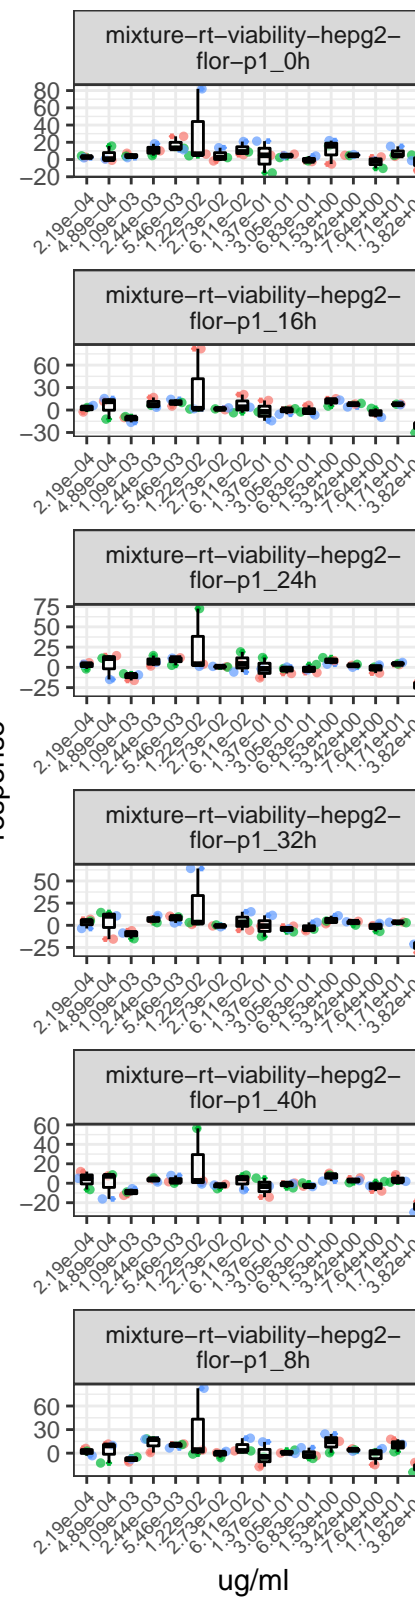 mixture−rt−viability−hepg2−
flor−p1_0h
80
60
40
20
0
−20
2.19e−04
4.89e−04
1.09e−03
2.44e−03
5.46e−03
1.22e−02
2.73e−02
6.11e−02
1.37e−01
3.05e−01
6.83e−01
1.53e+00
3.42e+00
7.64e+00
1.71e+01
mixture−rt−viability−hepg2−
flor−p1_16h
60
30
0
−30
2.19e−04
4.89e−04
1.09e−03
2.44e−03
5.46e−03
1.22e−02
2.73e−02
6.11e−02
1.37e−01
3.05e−01
6.83e−01
1.53e+00
3.42e+00
7.64e+00
1.71e+01
mixture−rt−viability−hepg2−
flor−p1_24h
75
50
25
0
−25
2.19e−04
4.89e−04
1.09e−03
2.44e−03
5.46e−03
1.22e−02
2.73e−02
6.11e−02
1.37e−01
3.05e−01
6.83e−01
1.53e+00
3.42e+00
7.64e+00
1.71e+01
mixture−rt−viability−hepg2−
flor−p1_32h
50
25
0
−25
2.19e−04
4.89e−04
1.09e−03
2.44e−03
5.46e−03
1.22e−02
2.73e−02
6.11e−02
1.37e−01
3.05e−01
6.83e−01
1.53e+00
3.42e+00
7.64e+00
1.71e+01
mixture−rt−viability−hepg2−
flor−p1_40h
60
40
20
0
−20
2.19e−04
4.89e−04
1.09e−03
2.44e−03
5.46e−03
1.22e−02
2.73e−02
6.11e−02
1.37e−01
3.05e−01
6.83e−01
1.53e+00
3.42e+00
7.64e+00
1.71e+01
mixture−rt−viability−hepg2−
flor−p1_8h
60
30
0
2.19e−04
4.89e−04
1.09e−03
2.44e−03
5.46e−03
1.22e−02
2.73e−02
6.11e−02
1.37e−01
3.05e−01
6.83e−01
1.53e+00
3.42e+00
7.64e+00
1.71e+01
ug/ml